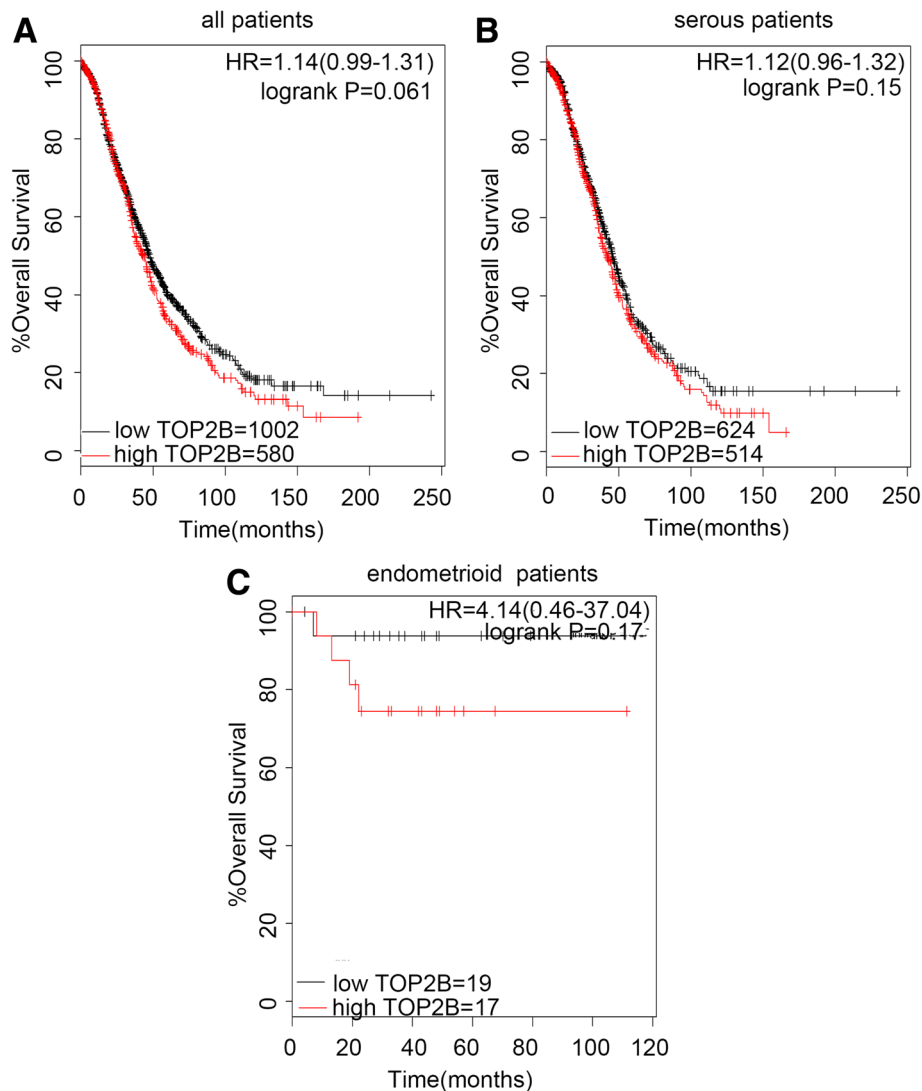 A
all patients
HR=1.14(0.99-1.31)
logrank P=0.061
%Overall Survival
100
80
60
40
20
0
low TOP2B=1002
high TOP2B=580
0 50 100 150 200 250
Time(months)
B
serous patients
HR=1.12(0.96-1.32)
logrank P=0.15
%Overall Survival
100
80
60
40
20
0
low TOP2B=624
high TOP2B=514
0 50 100 150 200 250
Time(months)
C
endometrioid patients
HR=4.14(0.46-37.04)
logrank P=0.17
%Overall Survival
100
80
60
40
20
0
low TOP2B=19
high TOP2B=17
0 20 40 60 80 100 120
Time(months)